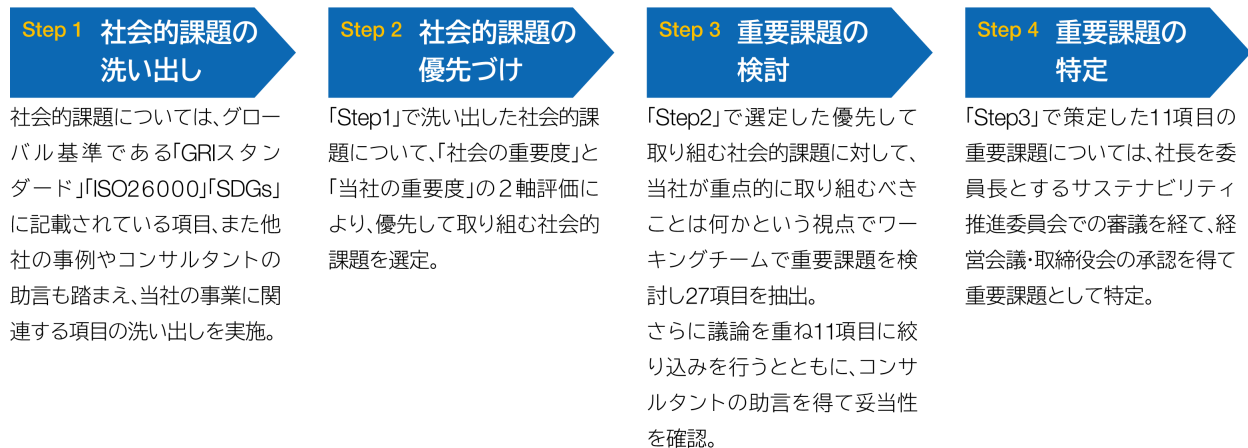 Step 1 社会的課題の
洗い出し
社会的課題については、グロー
バル基準である「GRIスタン
ダード」「ISO26000」「SDGs」
に記載されている項目、また他
社の事例やコンサルタントの
助言も踏まえ、当社の事業に関
連する項目の洗い出しを実施。
Step 2 社会的課題の
優先づけ
「Step1」で洗い出した社会的課
題について、「社会の重要度」と
「当社の重要度」の2軸評価に
より、優先して取り組む社会的
課題を選定。
Step 3 重要課題の
検討
「Step2」で選定した優先して
取り組む社会的課題に対して、
当社が重点的に取り組むべき
ことは何かという視点でワー
キングチームで重要課題を検
討し27項目を抽出。
さらに議論を重ね11項目に絞
り込みを行うとともに、コンサ
ルタントの助言を得て妥当性
を確認。
Step 4 重要課題の
特定
「Step3」で策定した11項目の
重要課題については、社長を委
員長とするサステナビリティ
推進委員会での審議を経て、経
営会議・取締役会の承認を得て
重要課題として特定。